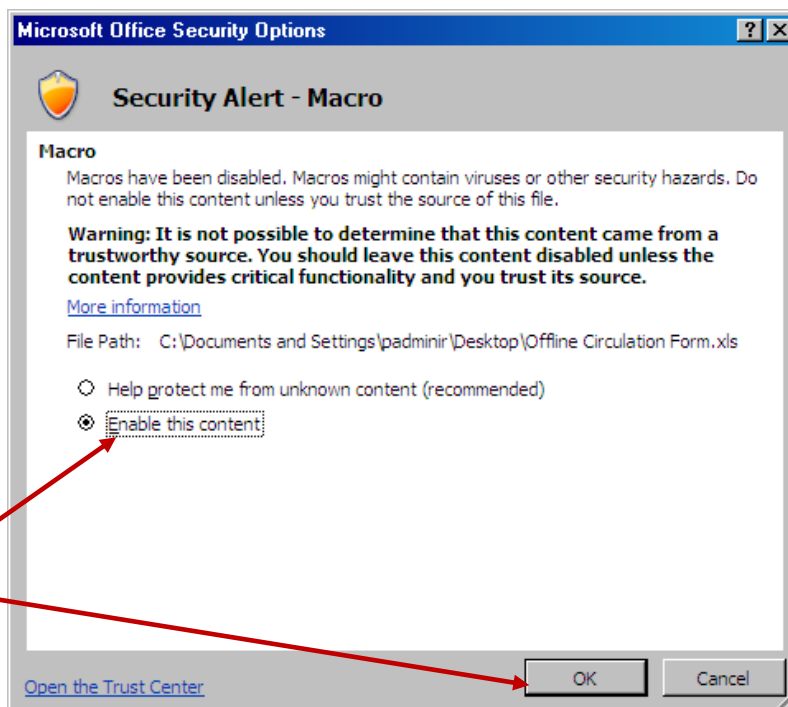 Microsoft Office Security Options
Security Alert - Macro
Macro
Macros have been disabled. Macros might contain viruses or other security hazards. Do
not enable this content unless you trust the source of this file.
Warning: It is not possible to determine that this content came from a
trustworthy source. You should leave this content disabled unless the
content provides critical functionality and you trust its source.
More information
File Path: C:\Documents and Settings\padminir\Desktop\Offline Circulation Form.xls
Help protect me from unknown content (recommended)
Enable this content
Open the Trust Center
OK
Cancel